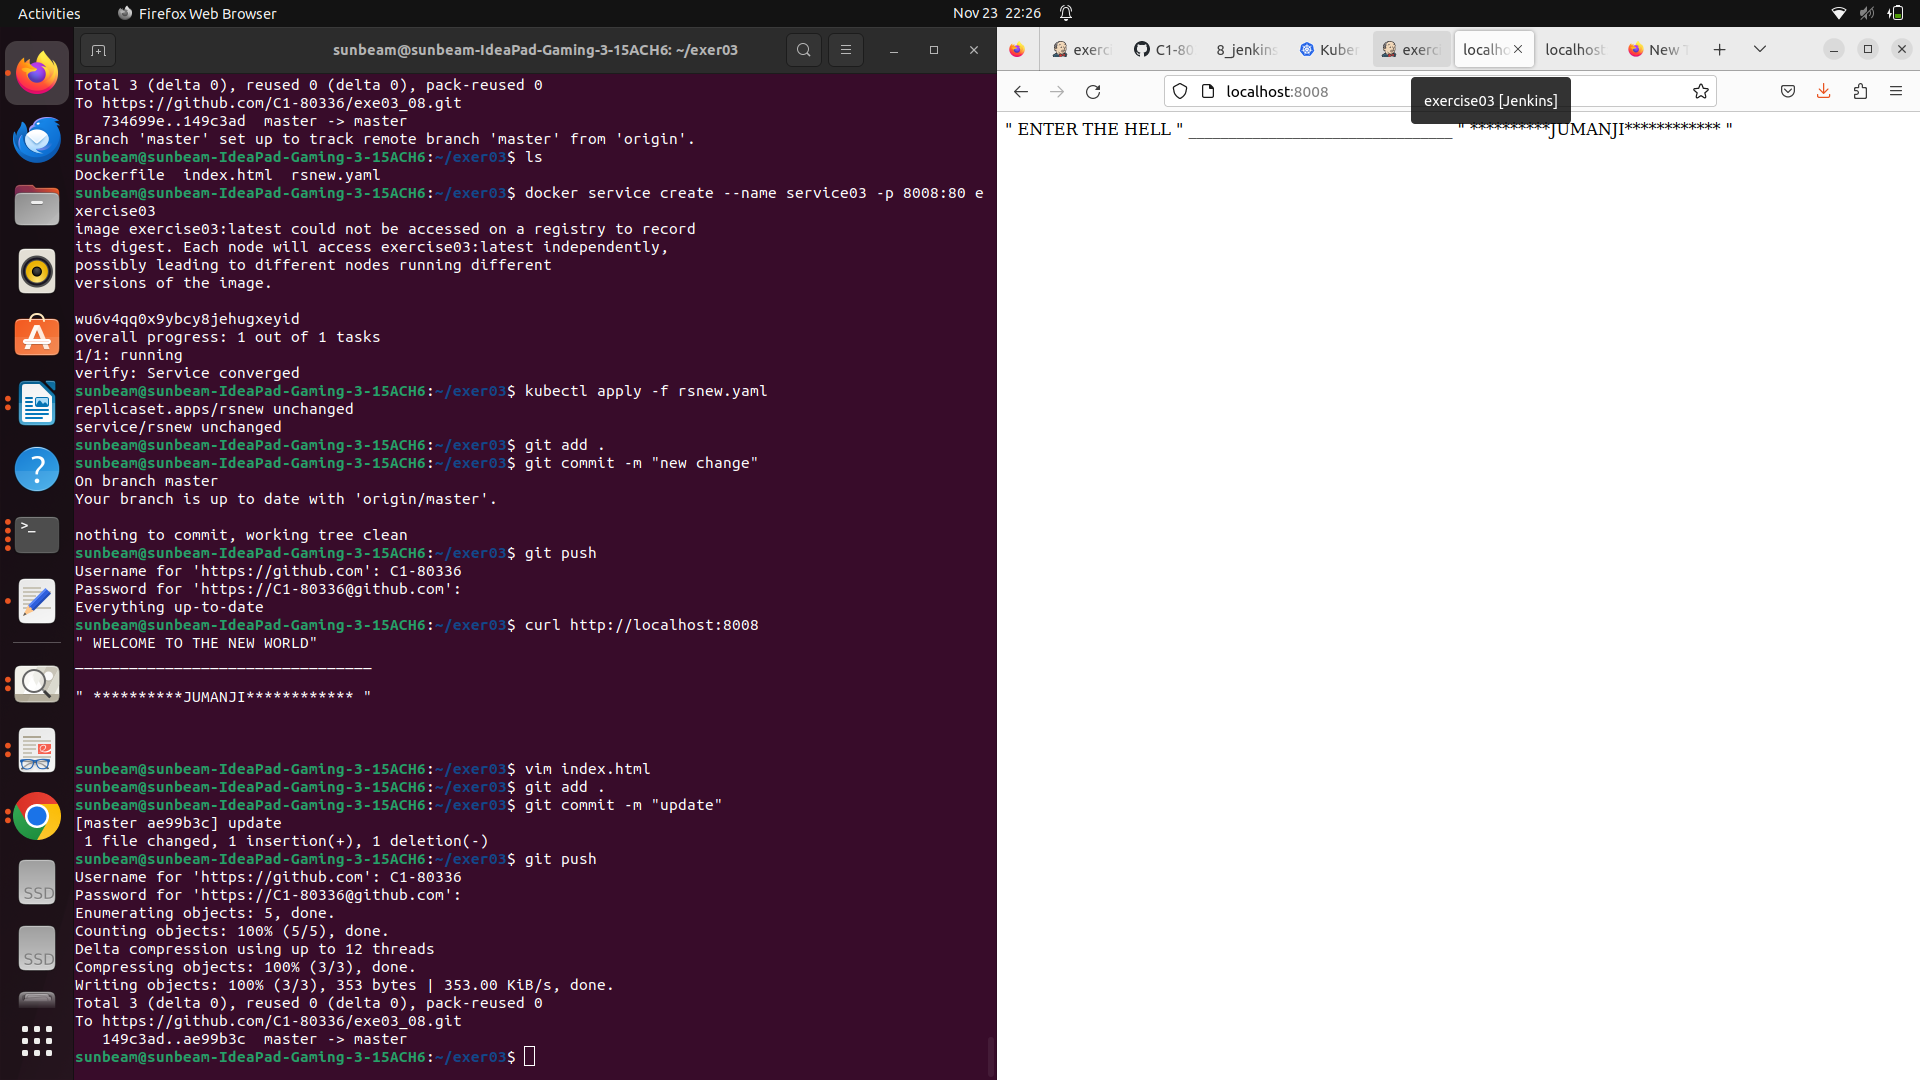 Activities
Firefox Web Browser
Nov 23 22:26
sunbeam@sunbeam-IdeaPad-Gaming-3-15ACH6: ~/exer03
Total 3 (delta 0), reused 0 (delta 0), pack-reused 0
To https://github.com/C1-80336/exe03_08.git
   734699e..149c3ad  master -> master
Branch 'master' set up to track remote branch 'master' from 'origin'.
sunbeam@sunbeam-IdeaPad-Gaming-3-15ACH6:~/exer03$ ls
Dockerfile  index.html  rsnew.yaml
sunbeam@sunbeam-IdeaPad-Gaming-3-15ACH6:~/exer03$ docker service create --name service03 -p 8008:80 e
xercise03
image exercise03:latest could not be accessed on a registry to record
its digest. Each node will access exercise03:latest independently,
possibly leading to different nodes running different
versions of the image.
wu6v4qq0x9ybcy8jehugxeyid
overall progress: 1 out of 1 tasks
1/1: running
verify: Service converged
sunbeam@sunbeam-IdeaPad-Gaming-3-15ACH6:~/exer03$ kubectl apply -f rsnew.yaml
replicaset.apps/rsnew unchanged
service/rsnew unchanged
sunbeam@sunbeam-IdeaPad-Gaming-3-15ACH6:~/exer03$ git add .
sunbeam@sunbeam-IdeaPad-Gaming-3-15ACH6:~/exer03$ git commit -m "new change"
On branch master
Your branch is up to date with 'origin/master'.
nothing to commit, working tree clean
sunbeam@sunbeam-IdeaPad-Gaming-3-15ACH6:~/exer03$ git push
Username for 'https://github.com': C1-80336
Password for 'https://C1-80336@github.com':
Everything up-to-date
sunbeam@sunbeam-IdeaPad-Gaming-3-15ACH6:~/exer03$ curl http://localhost:8008
" WELCOME TO THE NEW WORLD"
_________________________________
" **********JUMANJI************ "
sunbeam@sunbeam-IdeaPad-Gaming-3-15ACH6:~/exer03$ vim index.html
sunbeam@sunbeam-IdeaPad-Gaming-3-15ACH6:~/exer03$ git add .
sunbeam@sunbeam-IdeaPad-Gaming-3-15ACH6:~/exer03$ git commit -m "update"
[master ae99b3c] update
 1 file changed, 1 insertion(+), 1 deletion(-)
sunbeam@sunbeam-IdeaPad-Gaming-3-15ACH6:~/exer03$ git push
Username for 'https://github.com': C1-80336
Password for 'https://C1-80336@github.com':
Enumerating objects: 5, done.
Counting objects: 100% (5/5), done.
Delta compression using up to 12 threads
Compressing objects: 100% (3/3), done.
Writing objects: 100% (3/3), 353 bytes | 353.00 KiB/s, done.
Total 3 (delta 0), reused 0 (delta 0), pack-reused 0
To https://github.com/C1-80336/exe03_08.git
   149c3ad..ae99b3c  master -> master
sunbeam@sunbeam-IdeaPad-Gaming-3-15ACH6:~/exer03$
SSD
SSD
exerci
C1-80
8_jenkins
Kuber
exerci
localho
localhost
New T
localhost:8008
exercise03 [Jenkins]
" ENTER THE HELL " _________________________________ " **********JUMANJI************ "